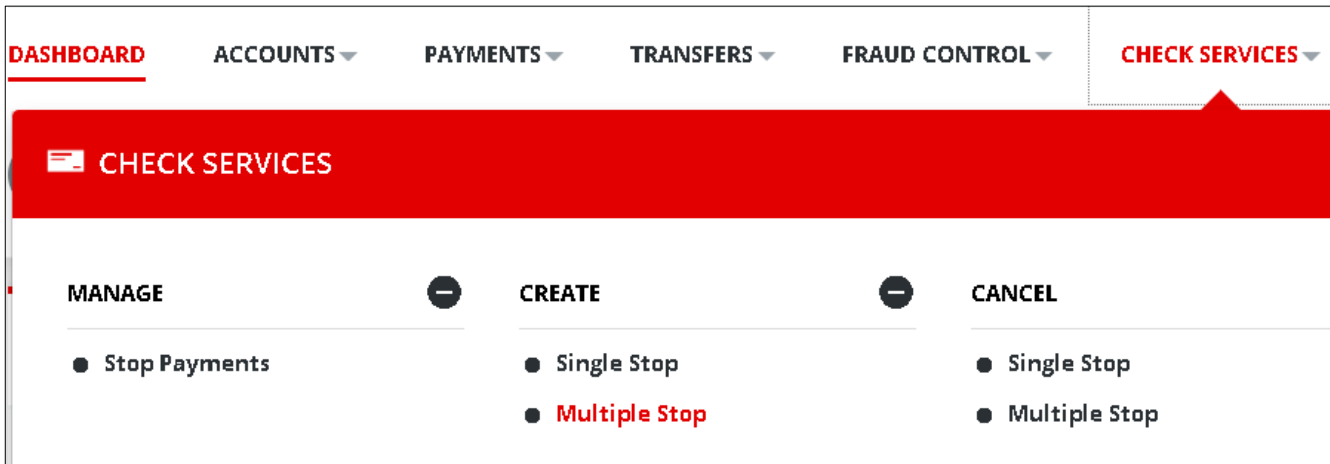 DASHBOARD ACCOUNTS PAYMENTS TRANSFERS FRAUD CONTROL CHECK SERVICES
CHECK SERVICES
MANAGE CREATE CANCEL
Stop Payments Single Stop Single Stop
Multiple Stop Multiple Stop